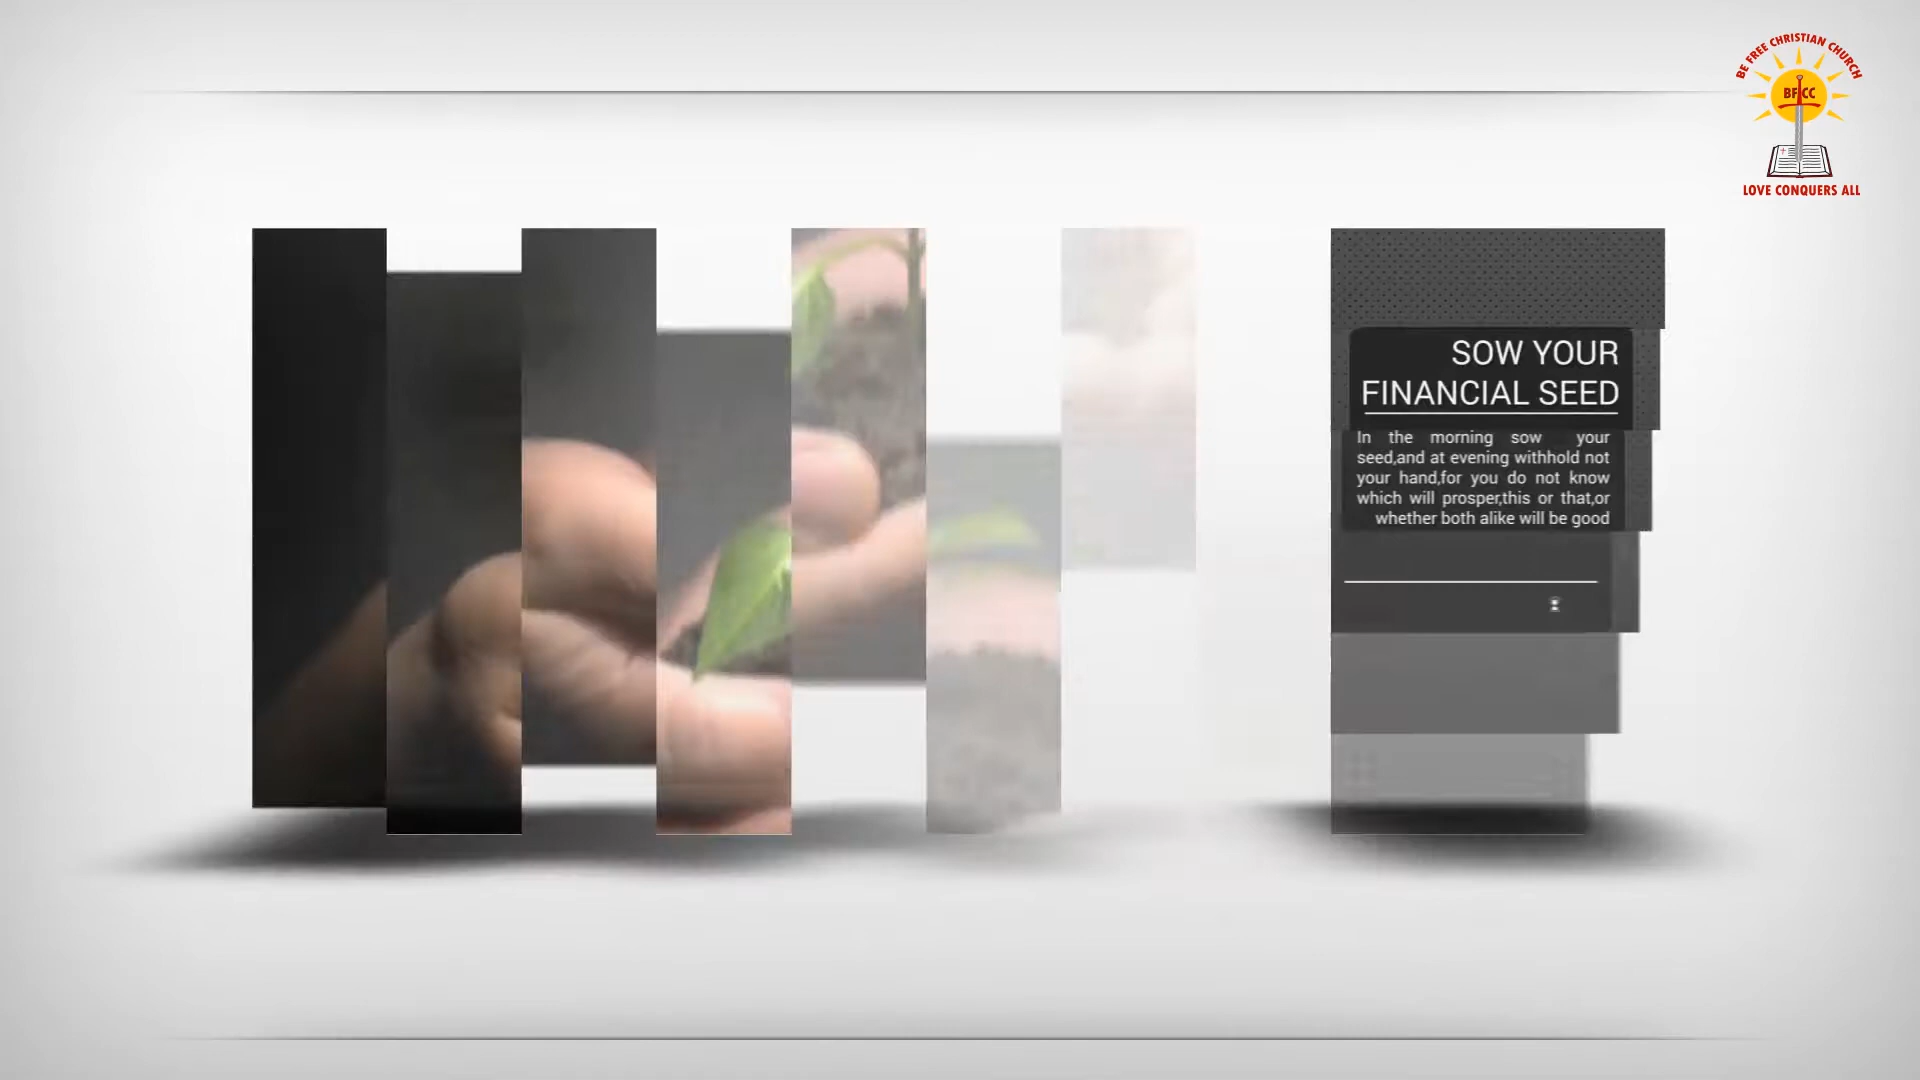 BE FREE CHRISTIAN CHURCH
BFCC
LOVE CONQUERS ALL
SOW YOUR
FINANCIAL SEED
In the morning sow your
seed,and at evening withhold not
your hand,for you do not know
which will prosper,this or that,or
whether both alike will be good